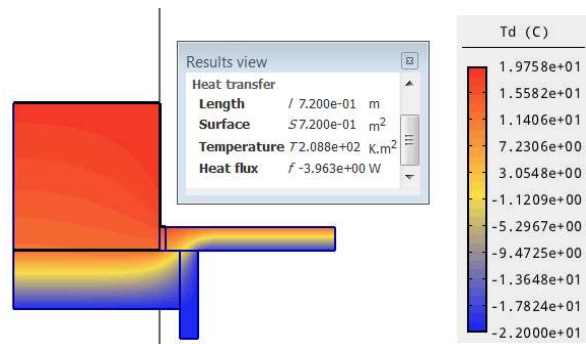 Results view
Heat transfer
Length l 7.200e-01 m
Surface S7.200e-01 m²
Temperature T2.088e+02 K.m²
Heat flux f -3.963e+00 W
Td (C)
1.9758e+01
1.5582e+01
1.1406e+01
7.2306e+00
3.0548e+00
-1.1209e+00
-5.2967e+00
-9.4725e+00
-1.3648e+01
-1.7824e+01
-2.2000e+01